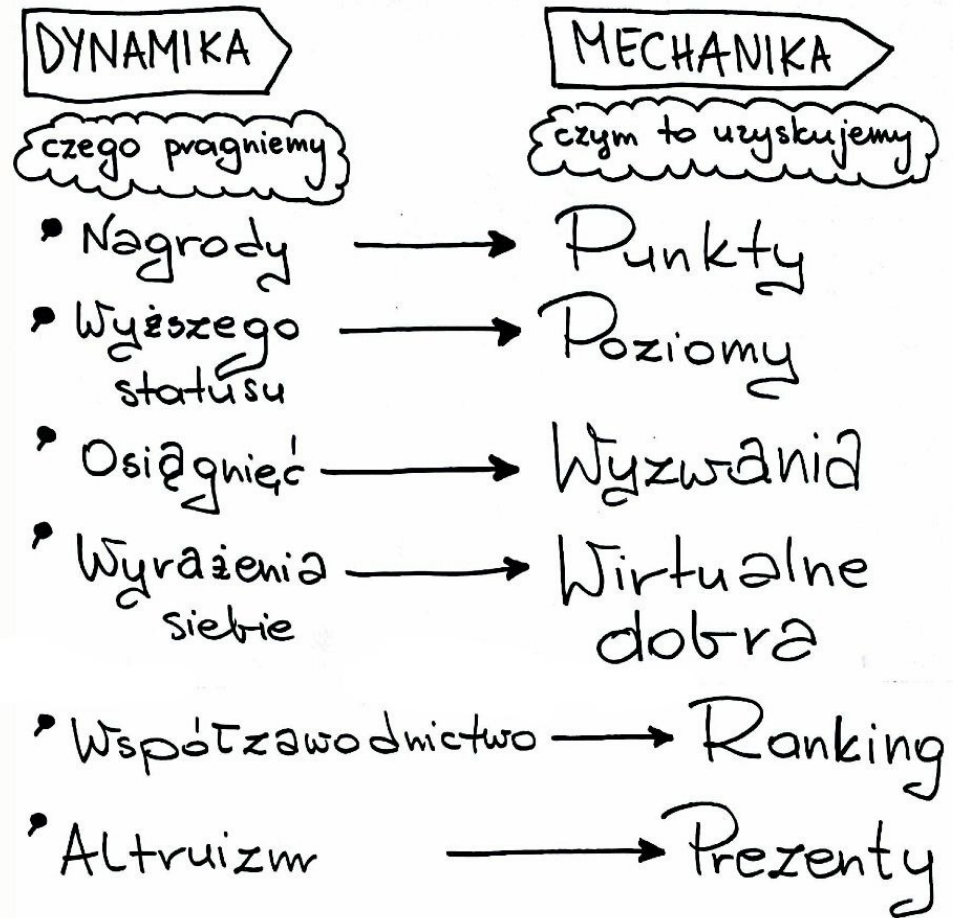 DYNAMIKA MECHANIKA
czego pragniemy czym to uzyskujemy
Nagrody Punkty
Wyższego Poziomy
statusu
Osiągnięć Wyzwania
Wyrażenia Wirtualne
siebie dobra
Współzawodnictwo Ranking
Altruizm Prezenty